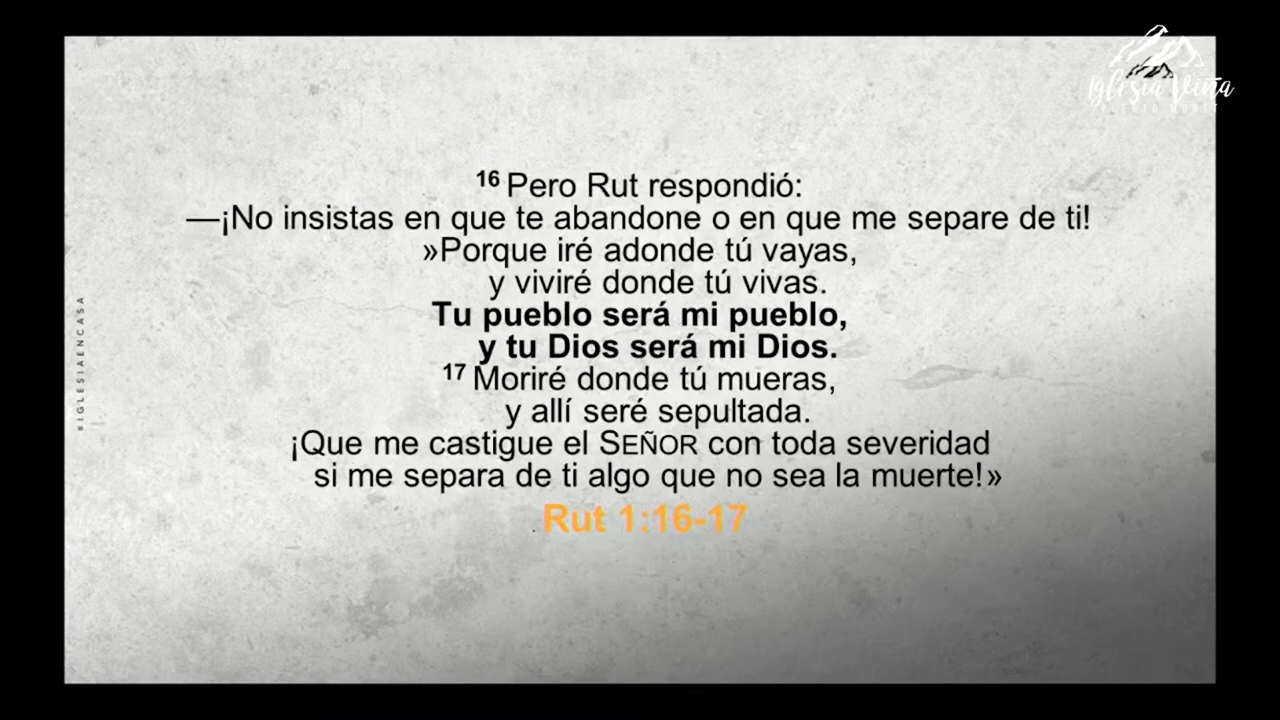 Iglesia Viña
PUERTO MONTT
#IGLESIAENCASA
16 Pero Rut respondió:
—¡No insistas en que te abandone o en que me separe de ti!
»Porque iré adonde tú vayas,
y viviré donde tú vivas.
Tu pueblo será mi pueblo,
y tu Dios será mi Dios.
17 Moriré donde tú mueras,
y allí seré sepultada.
¡Que me castigue el SEÑOR con toda severidad
si me separa de ti algo que no sea la muerte!»
Rut 1:16-17